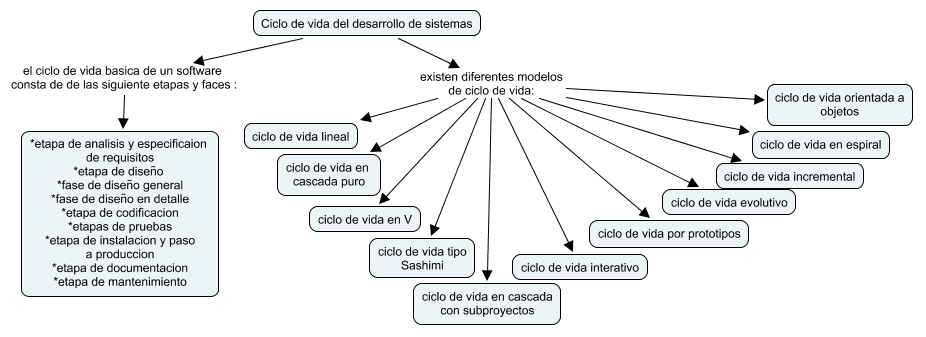 Ciclo de vida del desarrollo de sistemas
el ciclo de vida basica de un software
consta de de las siguiente etapas y faces :
*etapa de analisis y especificaion
de requisitos
*etapa de diseño
*fase de diseño general
*fase de diseño en detalle
*etapa de codificacion
*etapas de pruebas
*etapa de instalacion y paso
a produccion
*etapa de documentacion
*etapa de mantenimiento
existen diferentes modelos
de ciclo de vida:
ciclo de vida lineal
ciclo de vida en
cascada puro
ciclo de vida en V
ciclo de vida tipo
Sashimi
ciclo de vida en cascada
con subproyectos
ciclo de vida interativo
ciclo de vida por prototipos
ciclo de vida evolutivo
ciclo de vida incremental
ciclo de vida en espiral
ciclo de vida orientada a
objetos